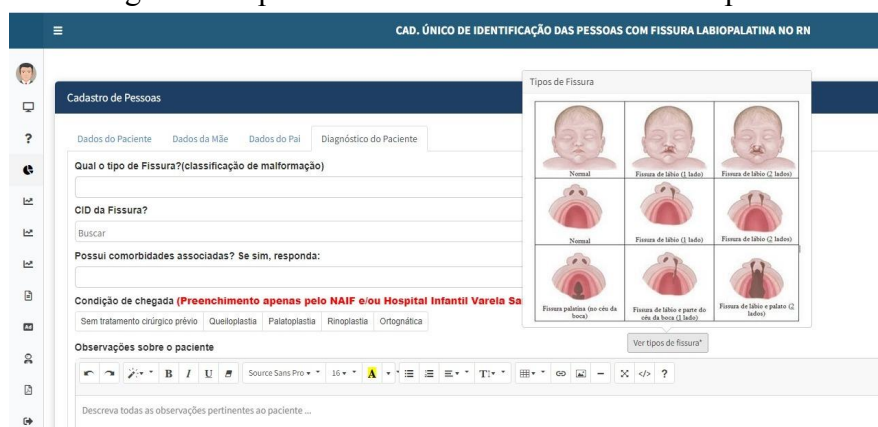 CAD. ÚNICO DE IDENTIFICAÇÃO DAS PESSOAS COM FISSURA LABIOPALATINA NO RN
Cadastro de Pessoas
Dados do Paciente Dados da Mãe Dados do Pai Diagnóstico do Paciente
Qual o tipo de Fissura?(classificação de malformação)
CID da Fissura?
Buscar
Possui comorbidades associadas? Se sim, responda:
Condição de chegada (Preenchimento apenas pelo NAIF e/ou Hospital Infantil Varela Sa
Sem tratamento cirúrgico prévio Queiloplastia Palatoplastia Rinoplastia Ortognática
Observações sobre o paciente
B I U Source Sans Pro 16 A T ?
Descreva todas as observações pertinentes ao paciente ...
Tipos de Fissura
Normal Fissura de lábio (1 lado) Fissura de lábio (2 lados)
Normal Fissura de lábio (1 lado) Fissura de lábio (2 lados)
Fissura palatina (no céu da
boca)
Fissura de lábio e parte do
céu da boca (1 lado)
Fissura de lábio e palato (2
lados)
Ver tipos de fissura*